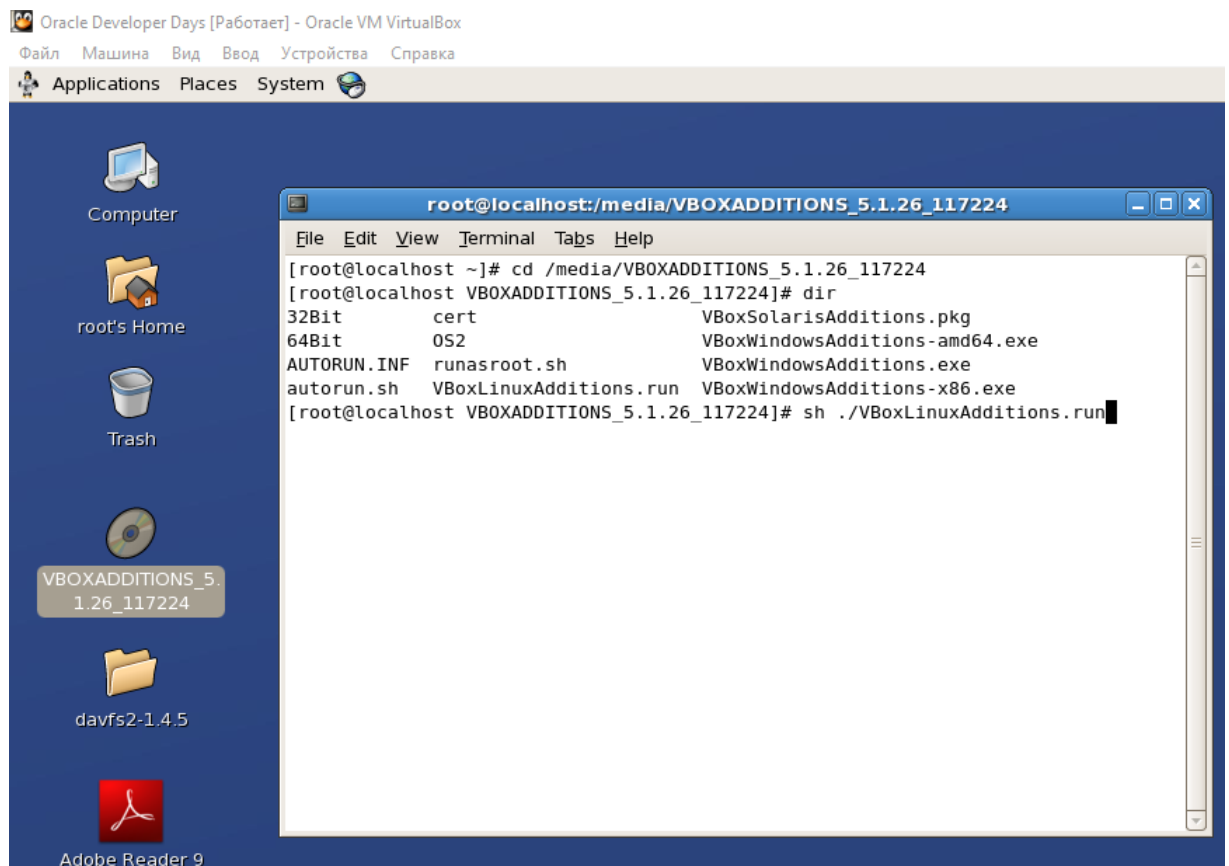 Oracle Developer Days [Работает] - Oracle VM VirtualBox
Файл Машина Вид Ввод Устройства Справка
Applications Places System
Computer
root's Home
Trash
VBOXADDITIONS_5.
1.26_117224
davfs2-1.4.5
Adobe Reader 9
root@localhost:/media/VBOXADDITIONS_5.1.26_117224
File Edit View Terminal Tabs Help
[root@localhost ~]# cd /media/VBOXADDITIONS_5.1.26_117224
[root@localhost VBOXADDITIONS_5.1.26_117224]# dir
32Bit cert VBoxSolarisAdditions.pkg
64Bit OS2 VBoxWindowsAdditions-amd64.exe
AUTORUN.INF runasroot.sh VBoxWindowsAdditions.exe
autorun.sh VBoxLinuxAdditions.run VBoxWindowsAdditions-x86.exe
[root@localhost VBOXADDITIONS_5.1.26_117224]# sh ./VBoxLinuxAdditions.run